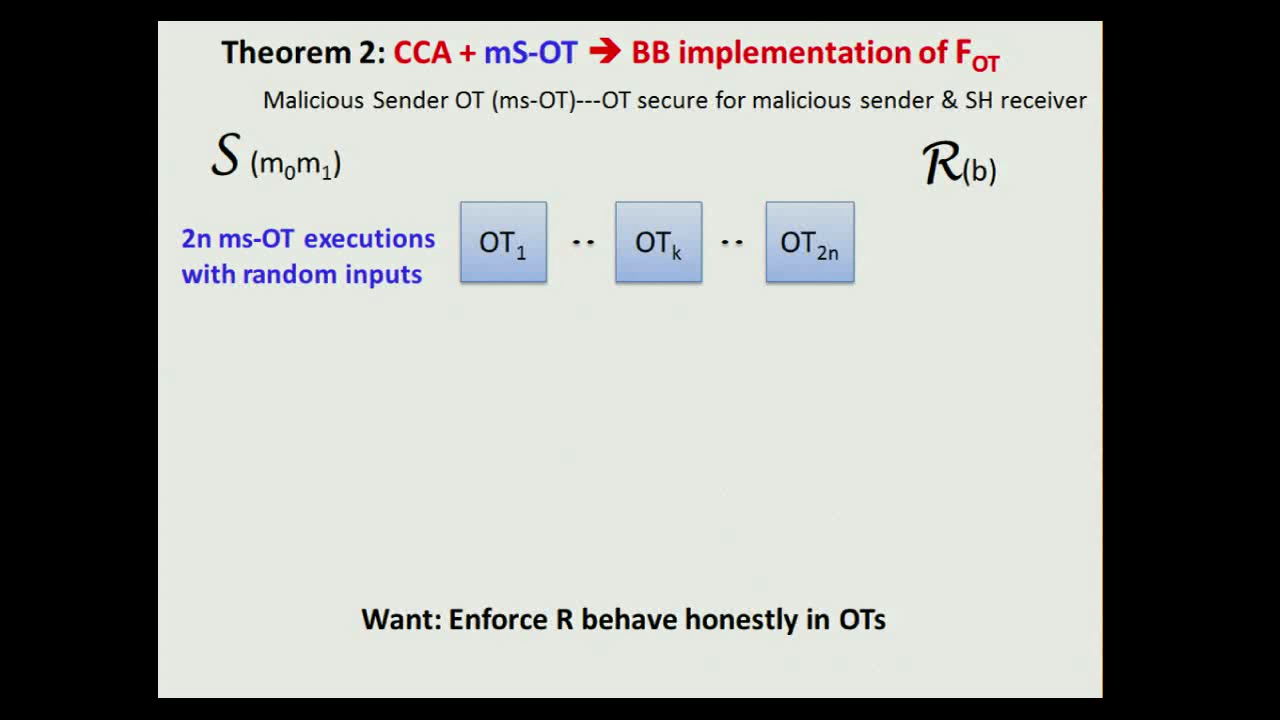 Theorem 2: CCA + mS-OT ➔ BB implementation of F_OT
Malicious Sender OT (ms-OT)---OT secure for malicious sender & SH receiver
S (m₀m₁)
R(b)
2n ms-OT executions
with random inputs
OT₁ ·· OTₖ ·· OT₂ₙ
Want: Enforce R behave honestly in OTs